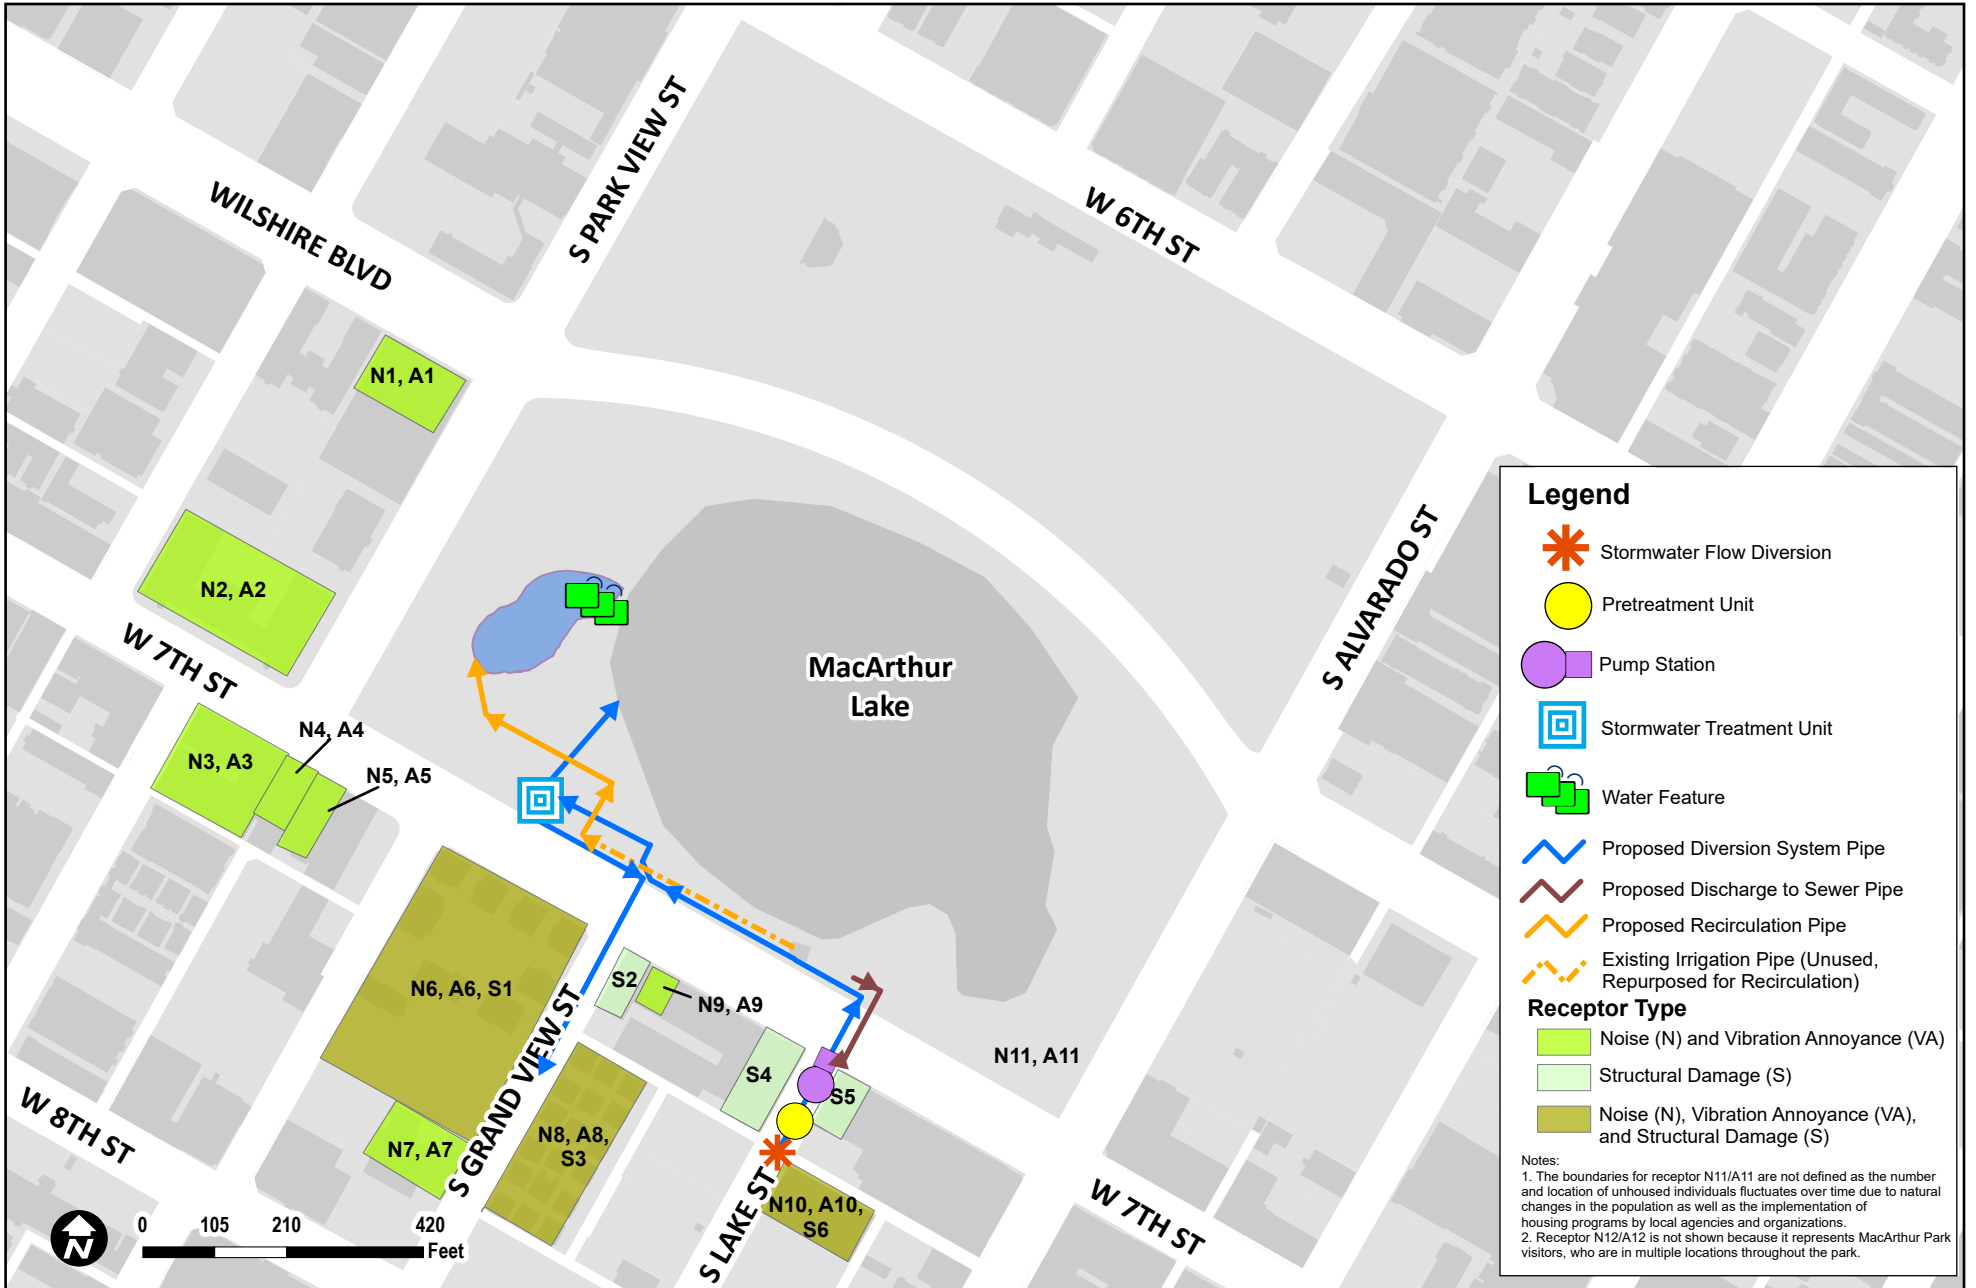 S PARK VIEW ST
WILSHIRE BLVD
W 6TH ST
N1, A1
S ALVARADO ST
N2, A2
W 7TH ST
MacArthur
Lake
N4, A4
N3, A3
N5, A5
N6, A6, S1
S2
N9, A9
S GRAND VIEW ST
N11, A11
S4
S5
W 8TH ST
N7, A7
N8, A8,
S3
N10, A10,
S6
S LAKE ST
W 7TH ST
N
0 105 210 420
Feet
Legend
Stormwater Flow Diversion
Pretreatment Unit
Pump Station
Stormwater Treatment Unit
Water Feature
Proposed Diversion System Pipe
Proposed Discharge to Sewer Pipe
Proposed Recirculation Pipe
Existing Irrigation Pipe (Unused,
Repurposed for Recirculation)
Receptor Type
Noise (N) and Vibration Annoyance (VA)
Structural Damage (S)
Noise (N), Vibration Annoyance (VA),
and Structural Damage (S)
Notes:
1. The boundaries for receptor N11/A11 are not defined as the number
and location of unhoused individuals fluctuates over time due to natural
changes in the population as well as the implementation of
housing programs by local agencies and organizations.
2. Receptor N12/A12 is not shown because it represents MacArthur Park
visitors, who are in multiple locations throughout the park.